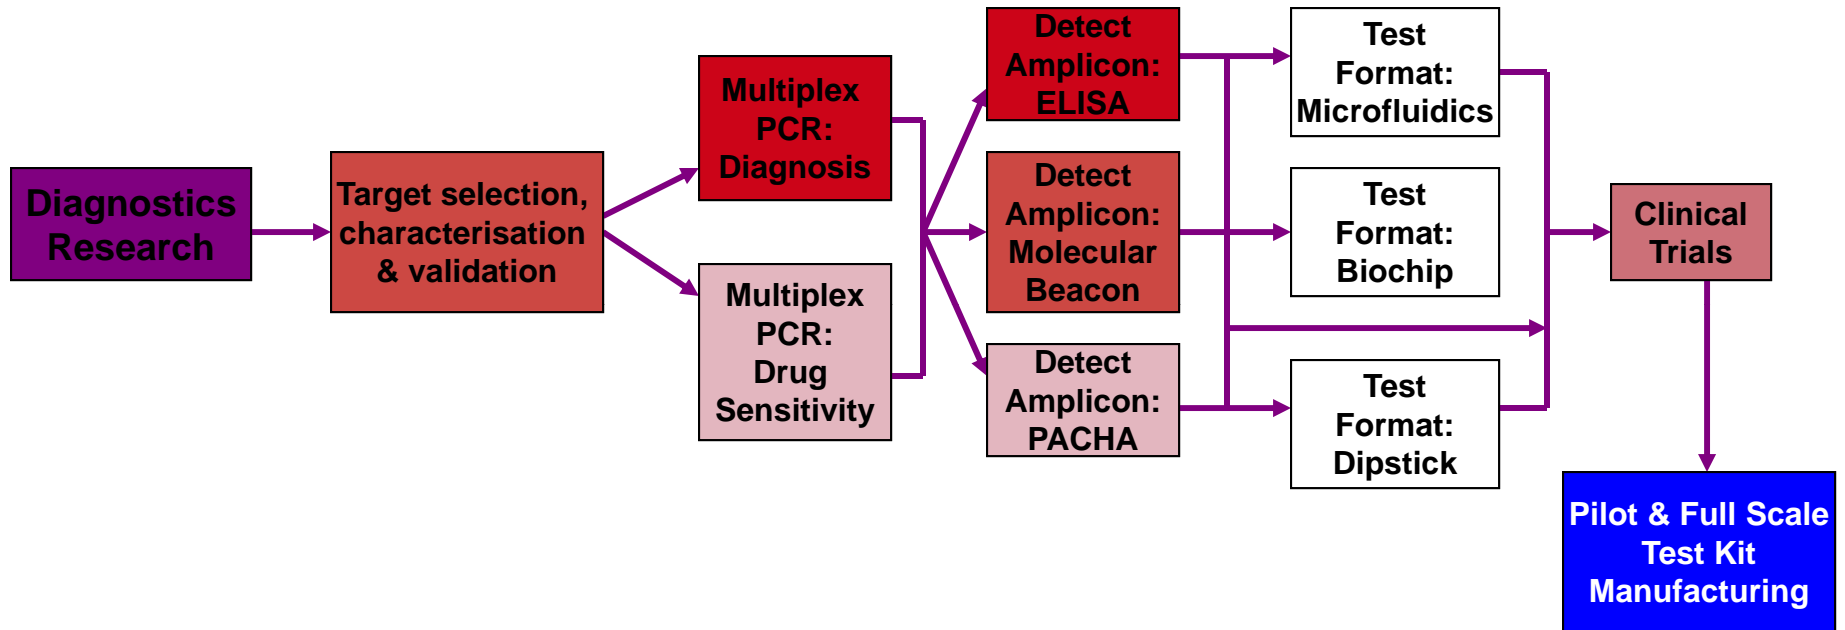 Diagnostics
Research
Target selection,
characterisation
& validation
Multiplex
PCR:
Diagnosis
Multiplex
PCR:
Drug
Sensitivity
Detect
Amplicon:
ELISA
Detect
Amplicon:
Molecular
Beacon
Detect
Amplicon:
PACHA
Test
Format:
Microfluidics
Test
Format:
Biochip
Test
Format:
Dipstick
Clinical
Trials
Pilot & Full Scale
Test Kit
Manufacturing